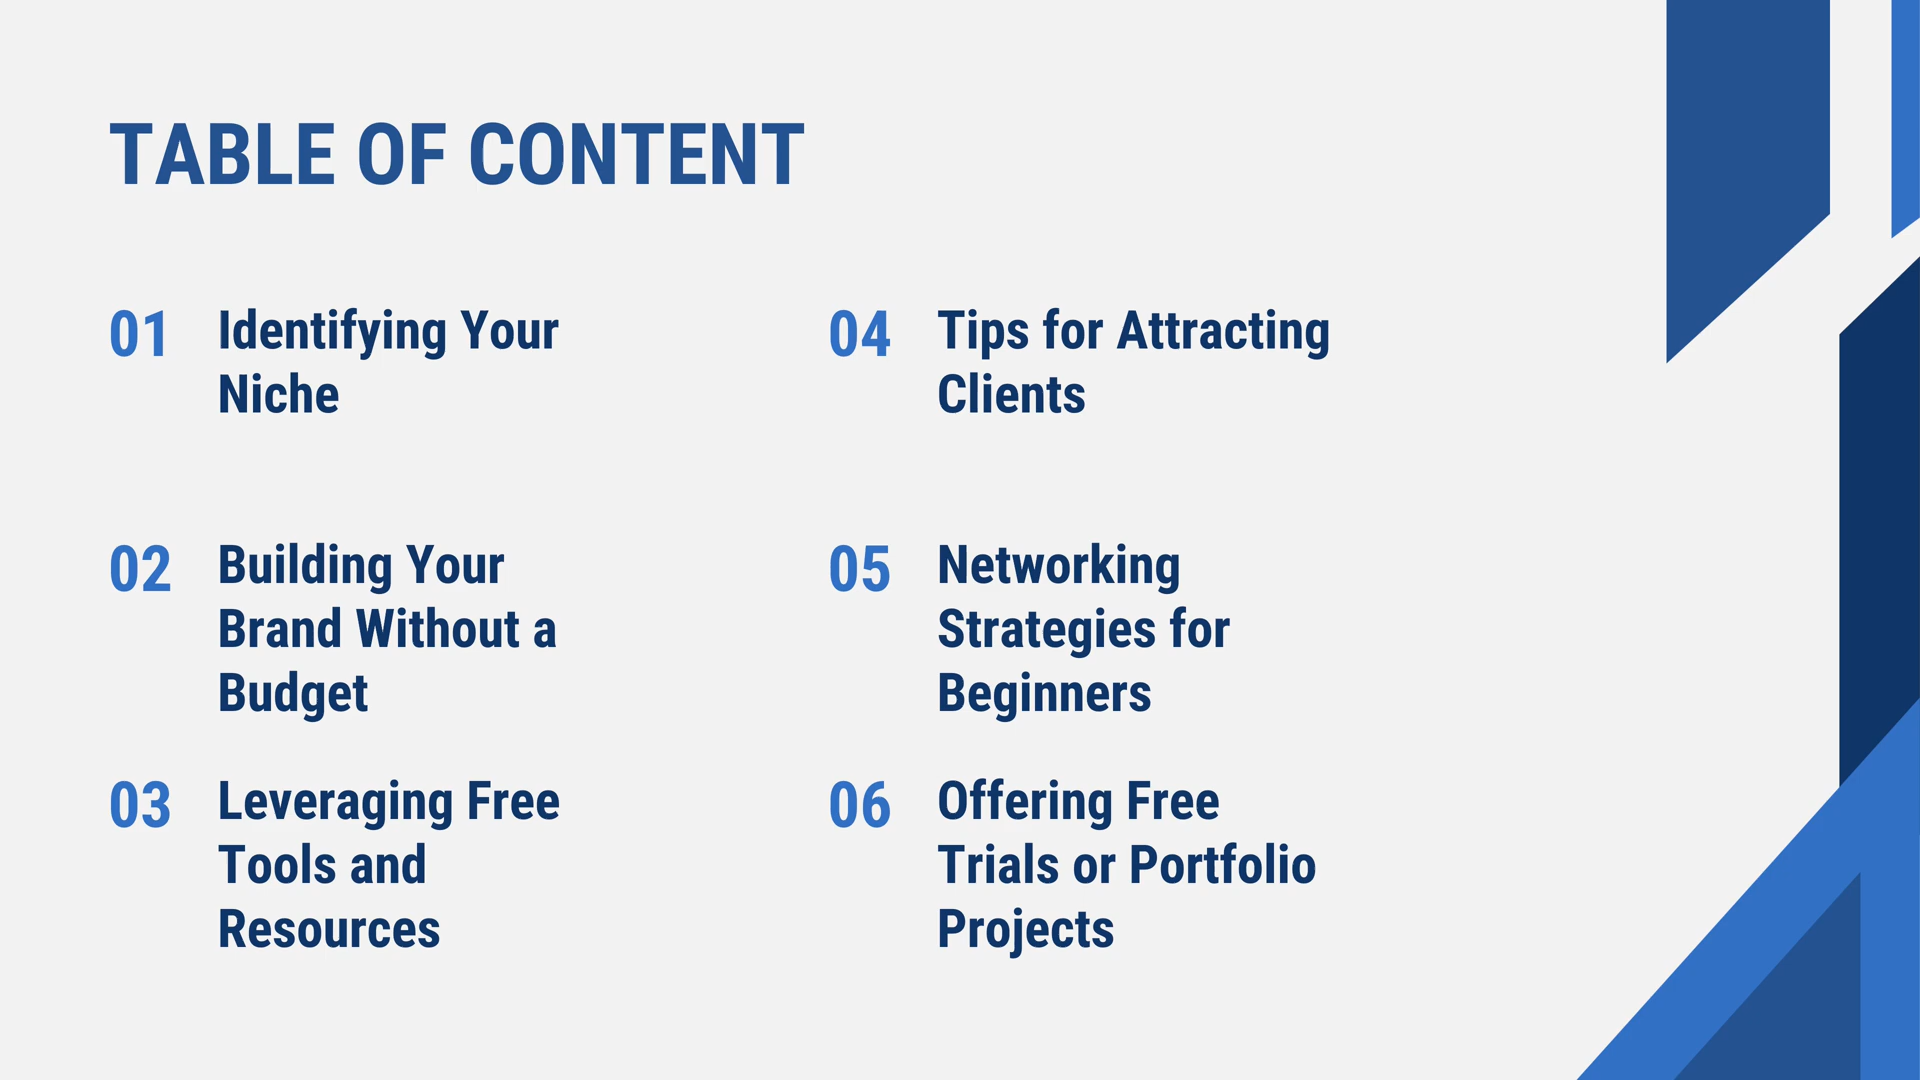 TABLE OF CONTENT
01 Identifying Your
Niche
02 Building Your
Brand Without a
Budget
03 Leveraging Free
Tools and
Resources
04 Tips for Attracting
Clients
05 Networking
Strategies for
Beginners
06 Offering Free
Trials or Portfolio
Projects